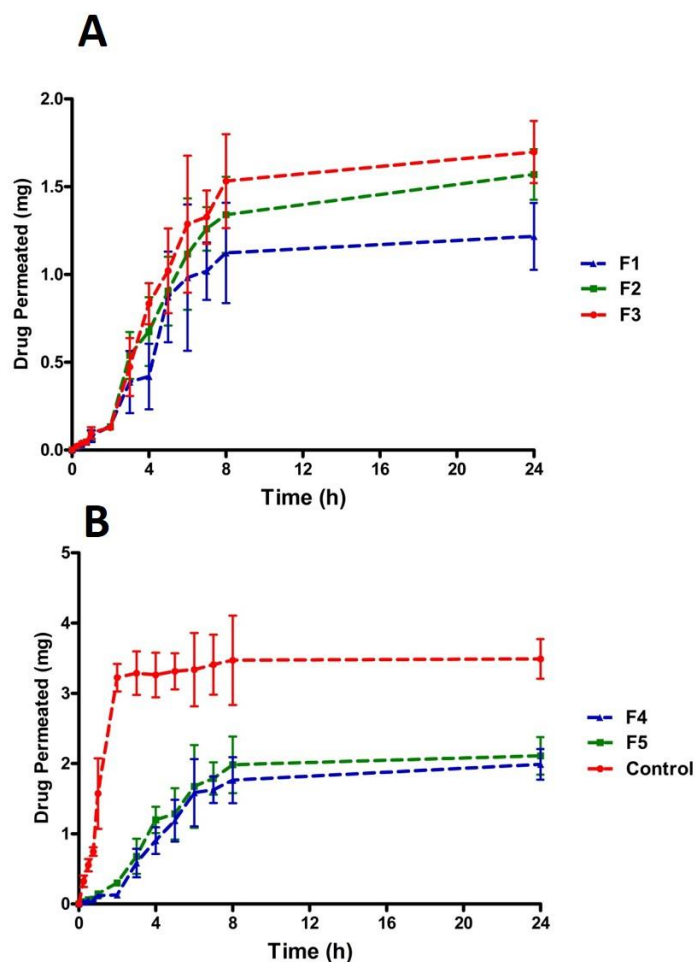 A
2.0
1.5
1.0
0.5
0.0
Drug Permeated (mg)
0 4 8 12 16 20 24
Time (h)
F1
F2
F3
B
5
4
3
2
1
0
Drug Permeated (mg)
0 4 8 12 16 20 24
Time (h)
F4
F5
Control